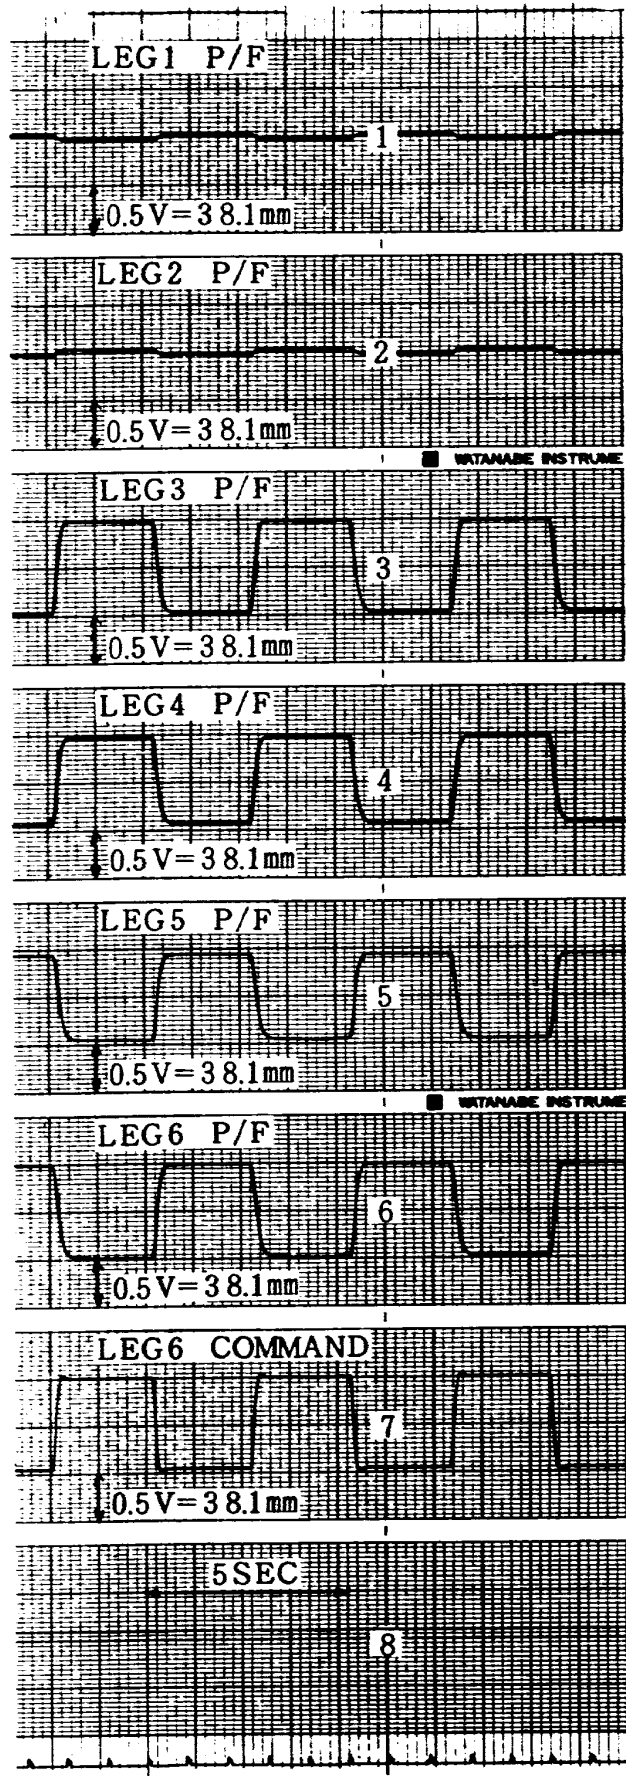 LEG1 P/F
1
0.5V=38.1mm
LEG2 P/F
2
0.5V=38.1mm
WATANABE INSTRUME
LEG3 P/F
3
0.5V=38.1mm
LEG4 P/F
4
0.5V=38.1mm
LEG5 P/F
5
0.5V=38.1mm
WATANABE INSTRUME
LEG6 P/F
6
0.5V=38.1mm
LEG6 COMMAND
7
0.5V=38.1mm
5SEC
8